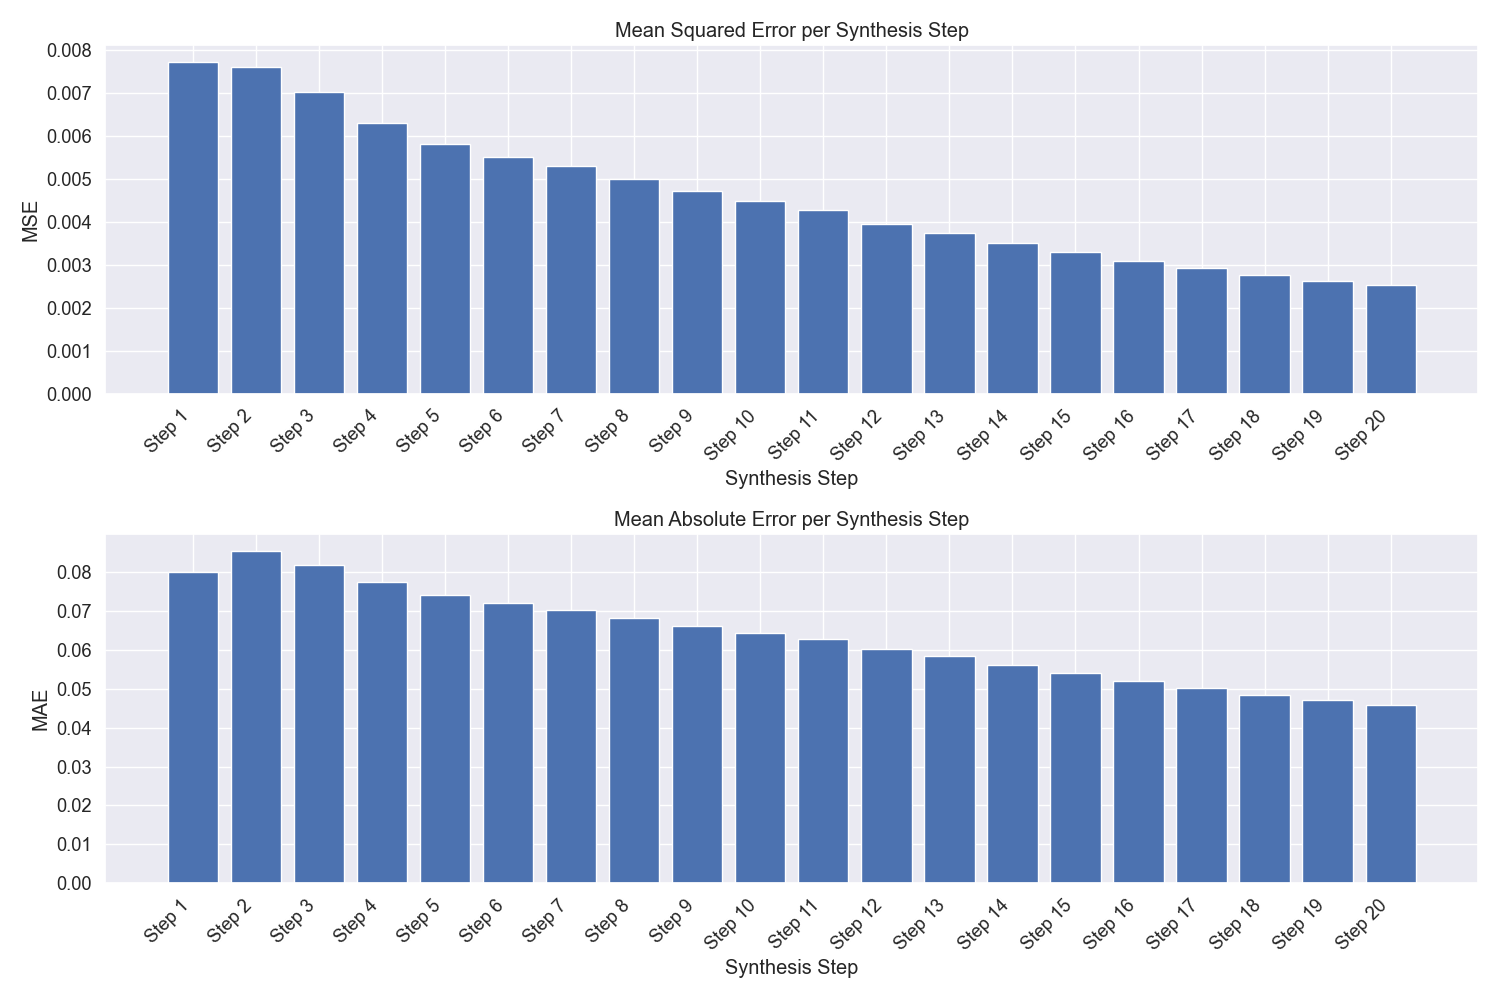 Mean Squared Error per Synthesis Step
0.008
0.007
0.006
0.005
0.004
0.003
0.002
0.001
0.000
MSE
Step 1
Step 2
Step 3
Step 4
Step 5
Step 6
Step 7
Step 8
Step 9
Step 10
Step 11
Step 12
Step 13
Step 14
Step 15
Step 16
Step 17
Step 18
Step 19
Step 20
Synthesis Step
Mean Absolute Error per Synthesis Step
0.08
0.07
0.06
0.05
0.04
0.03
0.02
0.01
0.00
MAE
Step 1
Step 2
Step 3
Step 4
Step 5
Step 6
Step 7
Step 8
Step 9
Step 10
Step 11
Step 12
Step 13
Step 14
Step 15
Step 16
Step 17
Step 18
Step 19
Step 20
Synthesis Step